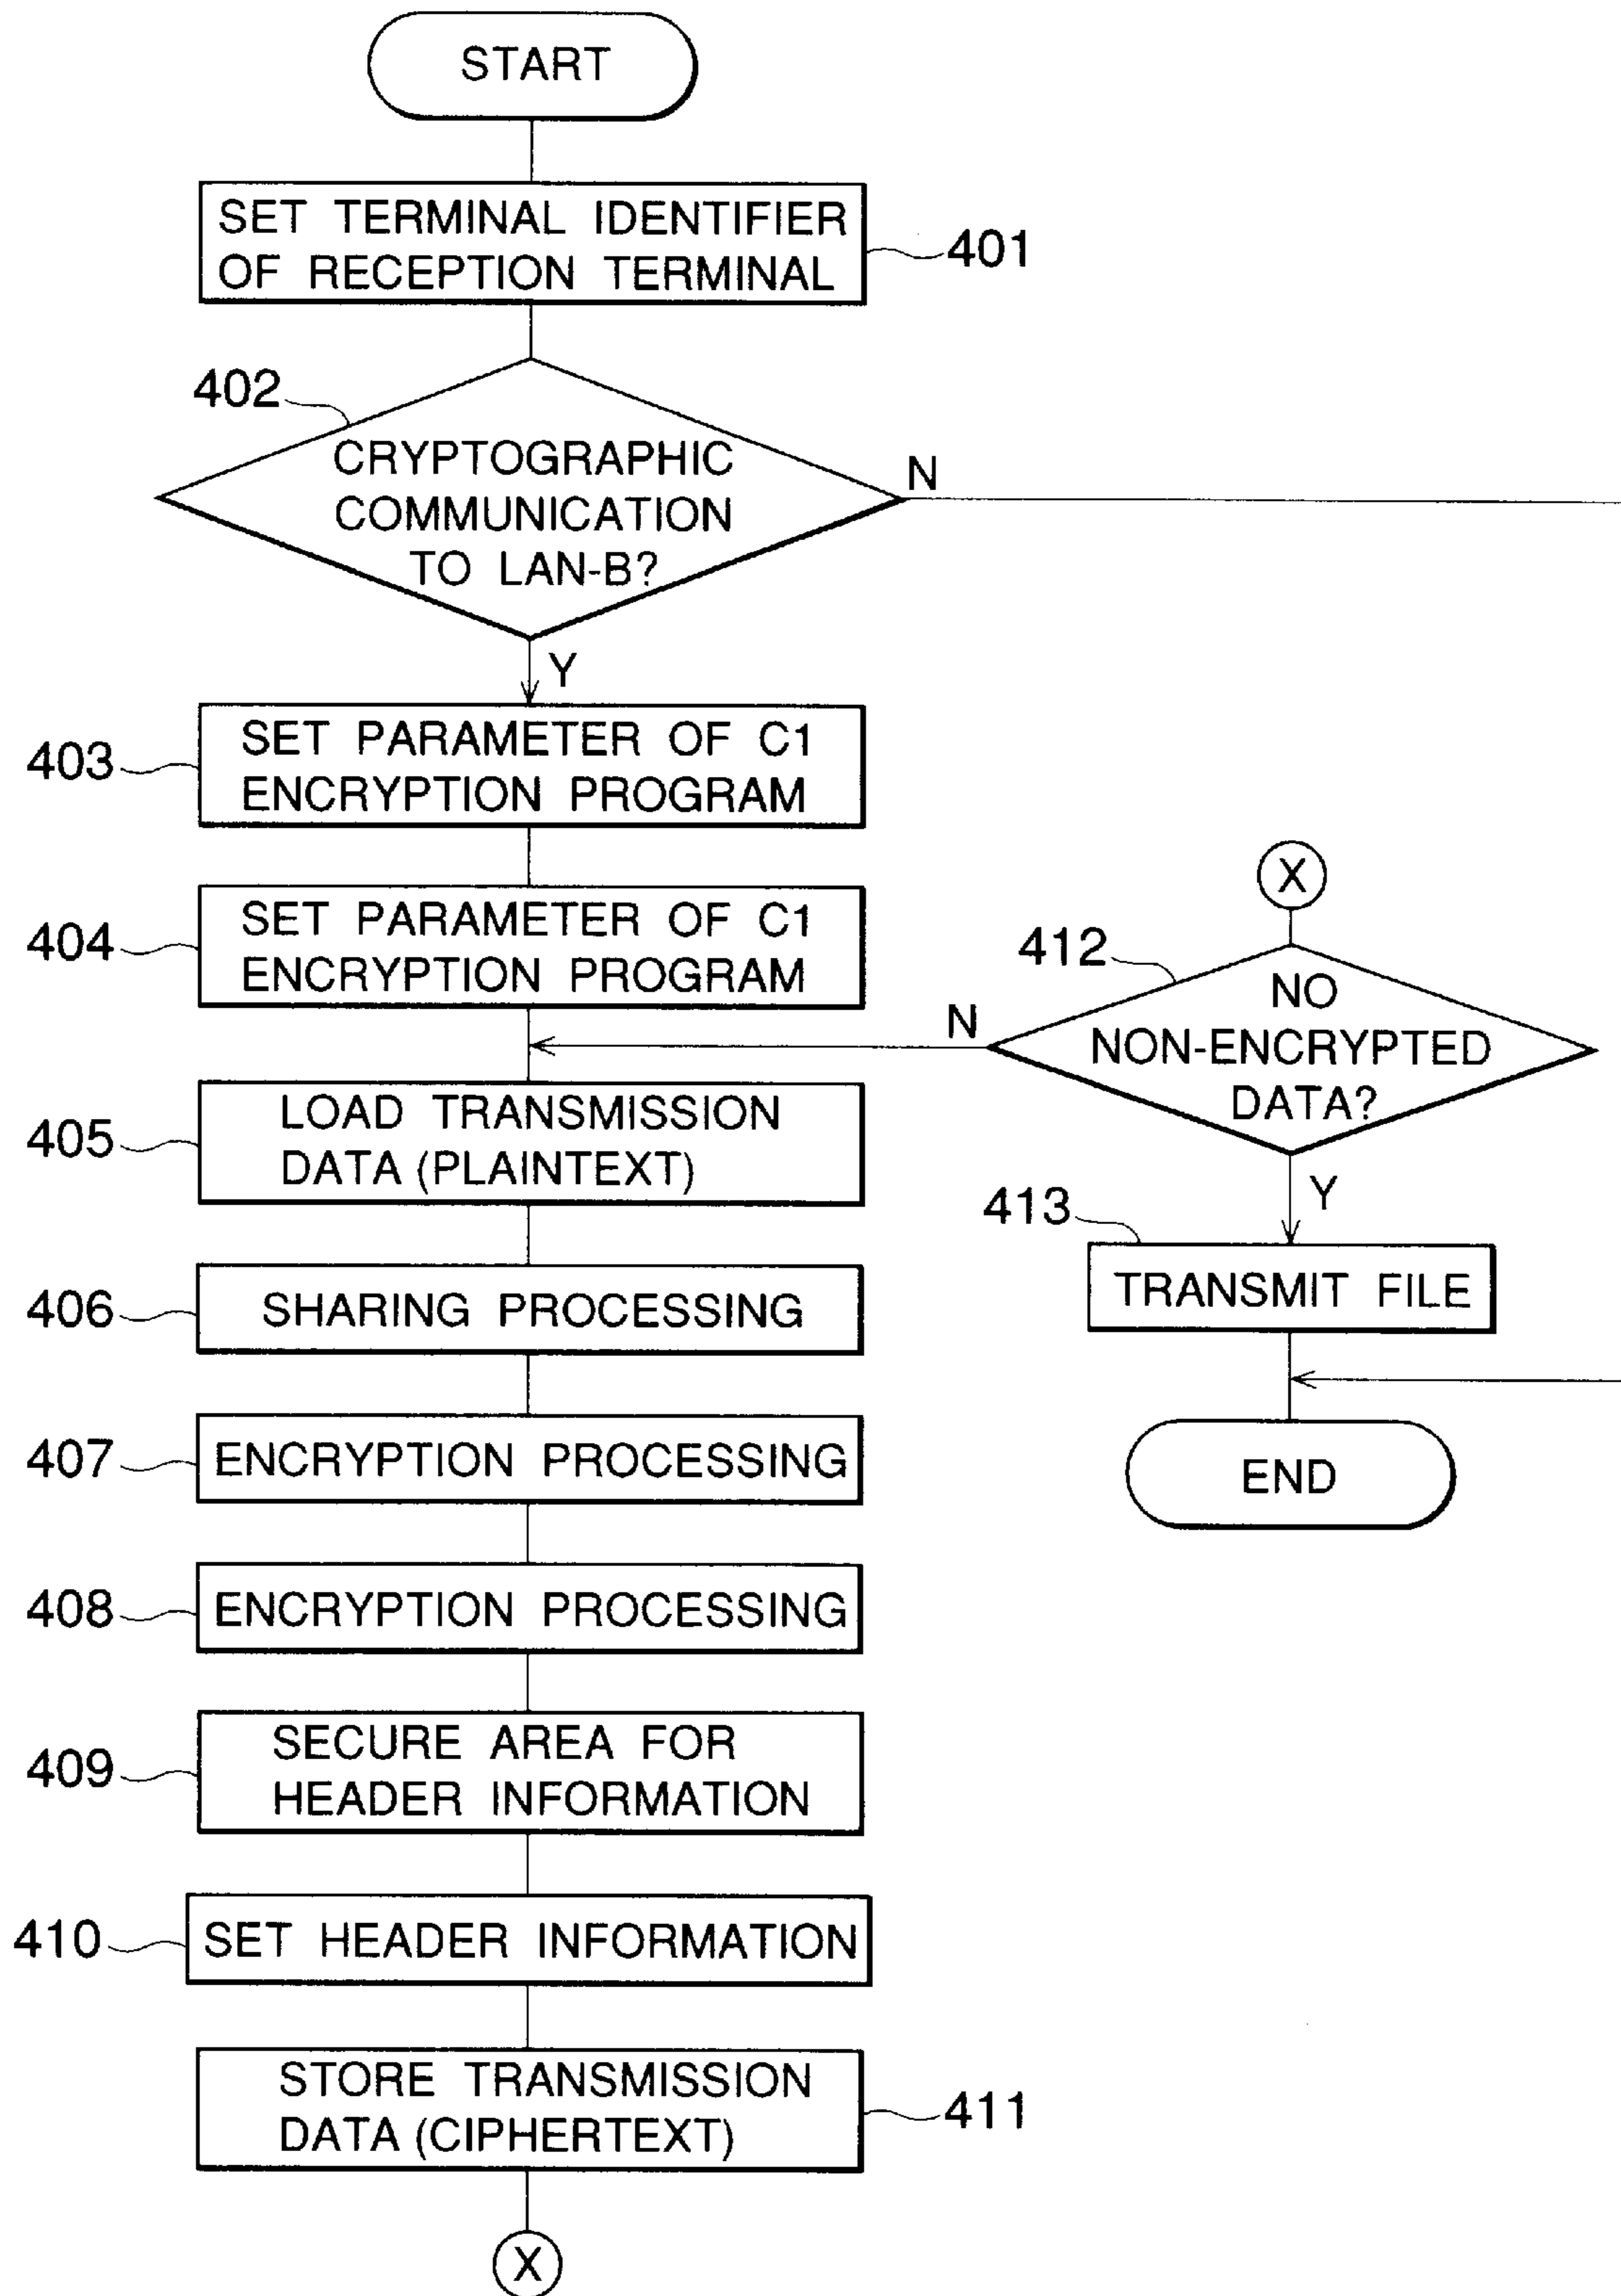 START
SET TERMINAL IDENTIFIER
OF RECEPTION TERMINAL
401
402
CRYPTOGRAPHIC
COMMUNICATION
TO LAN-B?
N
Y
403
SET PARAMETER OF C1
ENCRYPTION PROGRAM
404
SET PARAMETER OF C1
ENCRYPTION PROGRAM
405
LOAD TRANSMISSION
DATA (PLAINTEXT)
406
SHARING PROCESSING
407
ENCRYPTION PROCESSING
408
ENCRYPTION PROCESSING
409
SECURE AREA FOR
HEADER INFORMATION
410
SET HEADER INFORMATION
STORE TRANSMISSION
DATA (CIPHERTEXT)
411
X
X
412
NO
NON-ENCRYPTED
DATA?
N
Y
413
TRANSMIT FILE
END